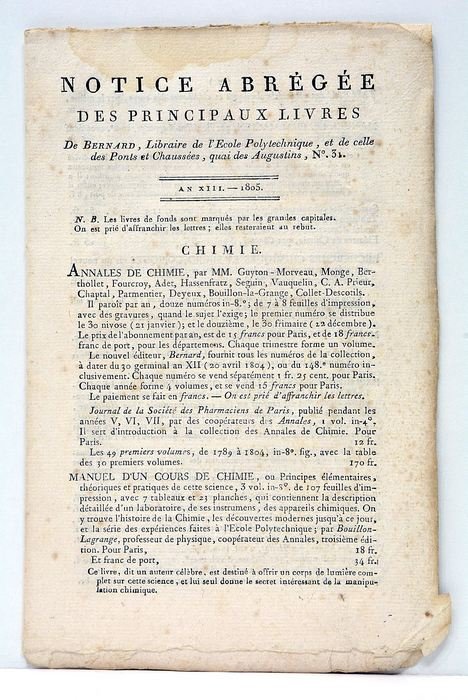 NOTICE ABRÉGÉE
DES PRINCIPAUX LIVRES
De BERNARD, Libraire de l'Ecole Polytechnique, et de celle
des Ponts et Chaussées, quai des Augustins, N°. 31.
AN XIII. — 1805.
N. B. Les livres de fonds sont marqués par les grandes capitales.
On est prié d'affranchir les lettres; elles resteraient au rebut.
CHIMIE.
ANNALES DE CHIMIE, par MM. Guyton-Morveau, Monge, Ber-
thollet, Fourcroy, Adet, Hassenfratz, Seguin, Vauquelin, C. A. Prieur,
Chaptal, Parmentier, Deyeux, Bouillon-la-Grange, Collet-Descotils.
Il paroît par an, douze numéros in-8.°; de 7 à 8 feuilles d'impression,
avec des gravures, quand le sujet l'exige; le premier numéro se distribue
le 30 nivose (21 janvier); et le douzième, le 30 frimaire (22 décembre).
Le prix de l'abonnement par an, est de 15 francs pour Paris, et de 18 francs
franc de port, pour les départemens. Chaque trimestre forme un volume.
Le nouvel éditeur, Bernard, fournit tous les numéros de la collection,
à dater du 30 germinal an XII (20 avril 1804), ou du 148.° numéro in-
clusivement. Chaque numéro se vend séparément 1 fr. 25 cent. pour Paris.
Chaque année forme 4 volumes, et se vend 15 francs pour Paris.
Le paiement se fait en francs. — On est prié d'affranchir les lettres.
Journal de la Société des Pharmaciens de Paris, publié pendant les
années V, VI, VII, par des coopérateurs des Annales, 1 vol. in-4°.
Il sert d'introduction à la collection des Annales de Chimie. Pour
Paris. 12 fr.
Les 49 premiers volumes, de 1789 à 1804, in-8°. fig., avec la table
des 30 premiers volumes. 170 fr.
MANUEL D'UN COURS DE CHIMIE, ou Principes élémentaires,
théoriques et pratiques de cette science, 3 vol. in-8°. de 107 feuilles d'im-
pression, avec 7 tableaux et 23 planches, qui contiennent la description
détaillée d'un laboratoire, de ses instrumens, des appareils chimiques. On
y trouve l'histoire de la Chimie, les découvertes modernes jusqu'à ce jour,
et la série des expériences faites à l'Ecole Polytechnique; par Bouillon-
Lagrange, professeur de physique, coopérateur des Annales, troisième édi-
tion. Pour Paris, 18 fr.
Et franc de port, 34 fr.
Ce livre, dit un auteur célèbre, est destiné à offrir un corps de lumière com-
plet sur cette science, et lui seul donne le secret intéressant de la manipu-
lation chimique.